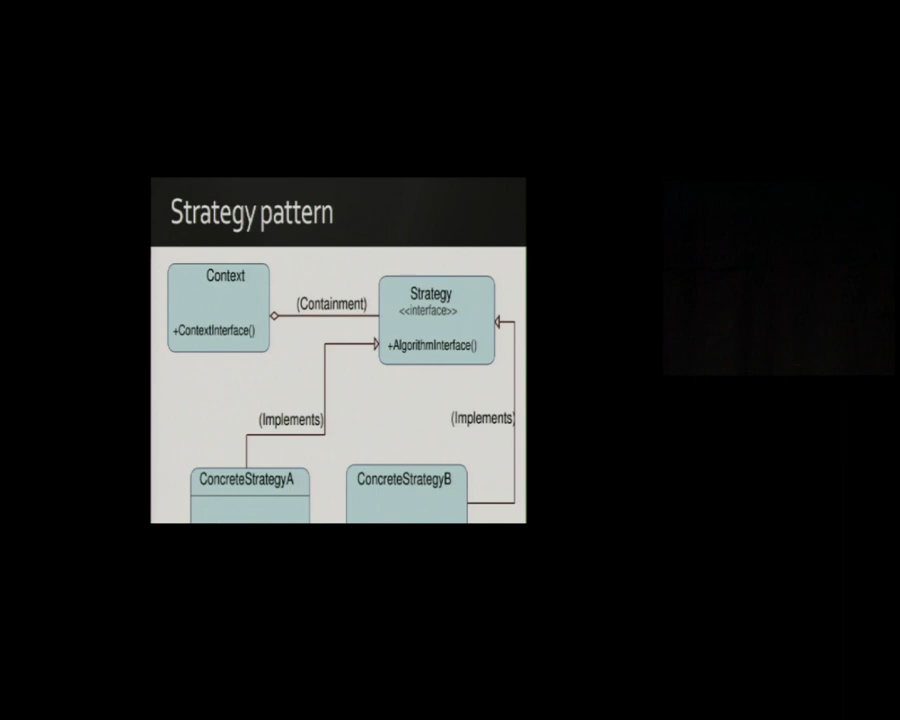 Strategy pattern
Context
+ContextInterface()
(Containment)
Strategy
<<interface>>
+AlgorithmInterface()
(Implements)
(Implements)
ConcreteStrategyA
ConcreteStrategyB